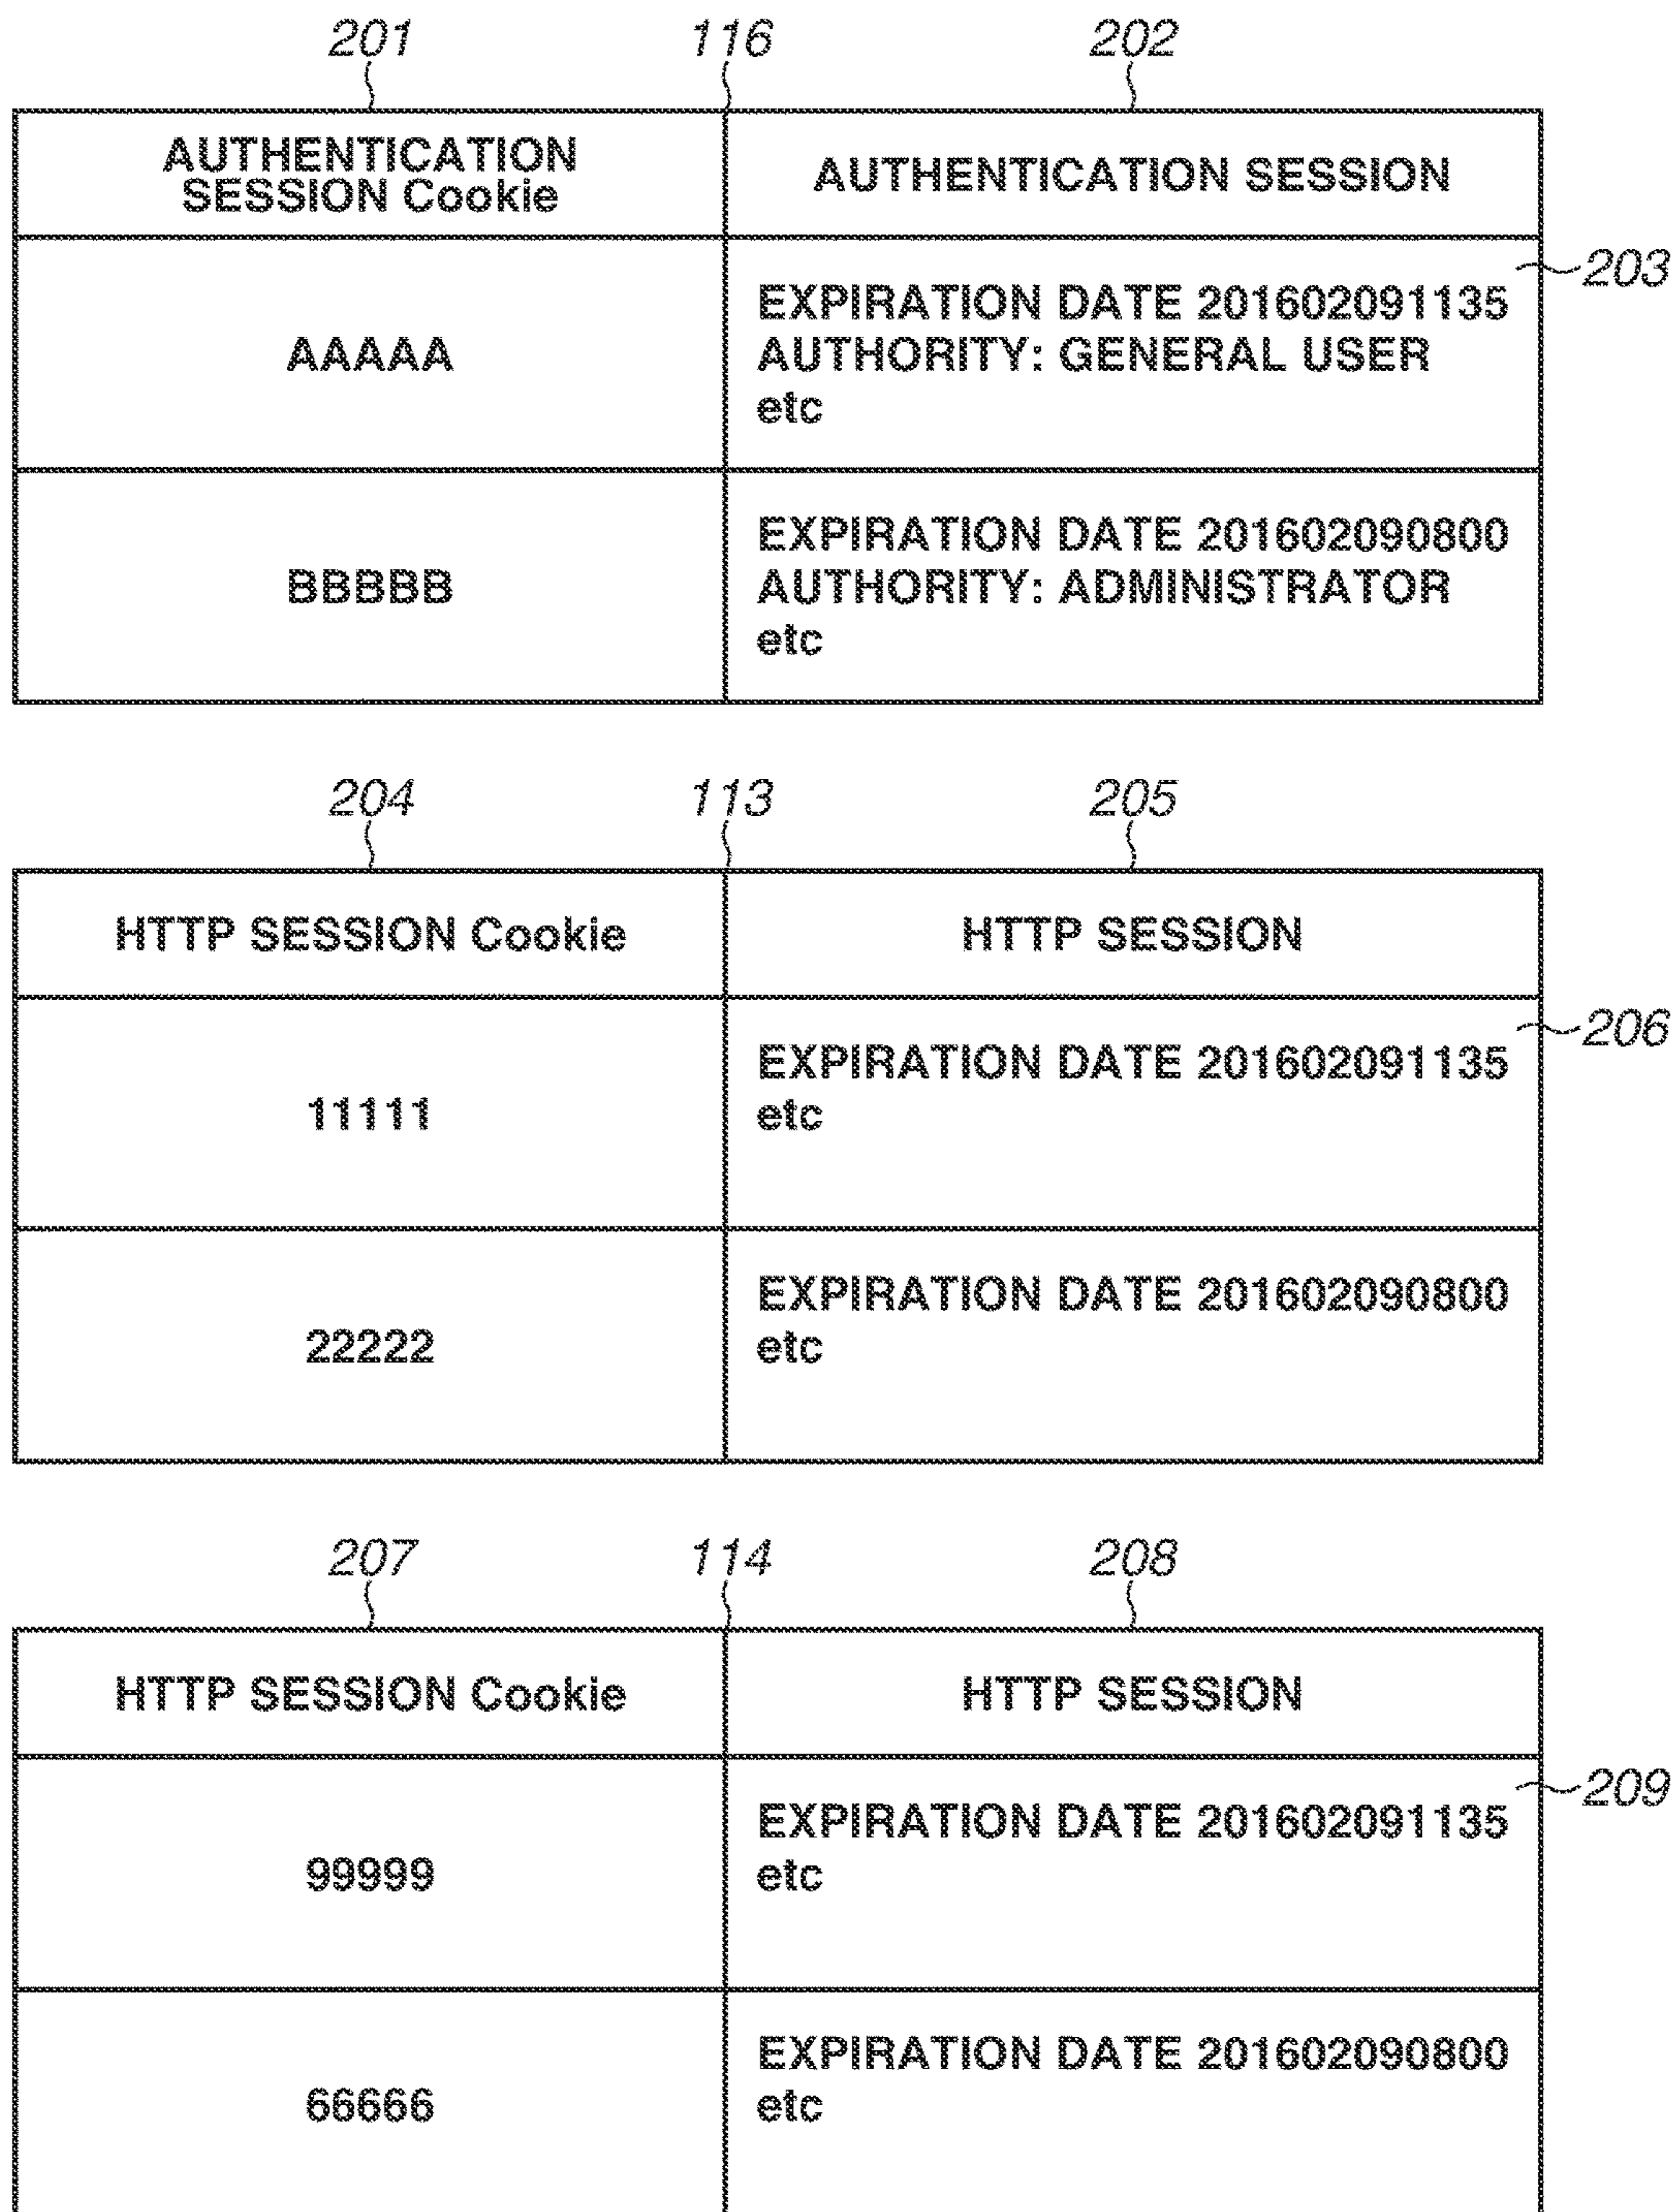 201 116 202
AUTHENTICATION
SESSION Cookie
AUTHENTICATION SESSION
203
AAAAA
EXPIRATION DATE 201602091135
AUTHORITY: GENERAL USER
etc
BBBBB
EXPIRATION DATE 201602090800
AUTHORITY: ADMINISTRATOR
etc
204 113 205
HTTP SESSION Cookie
HTTP SESSION
206
11111
EXPIRATION DATE 201602091135
etc
22222
EXPIRATION DATE 201602090800
etc
207 114 208
HTTP SESSION Cookie
HTTP SESSION
209
99999
EXPIRATION DATE 201602091135
etc
66666
EXPIRATION DATE 201602090800
etc